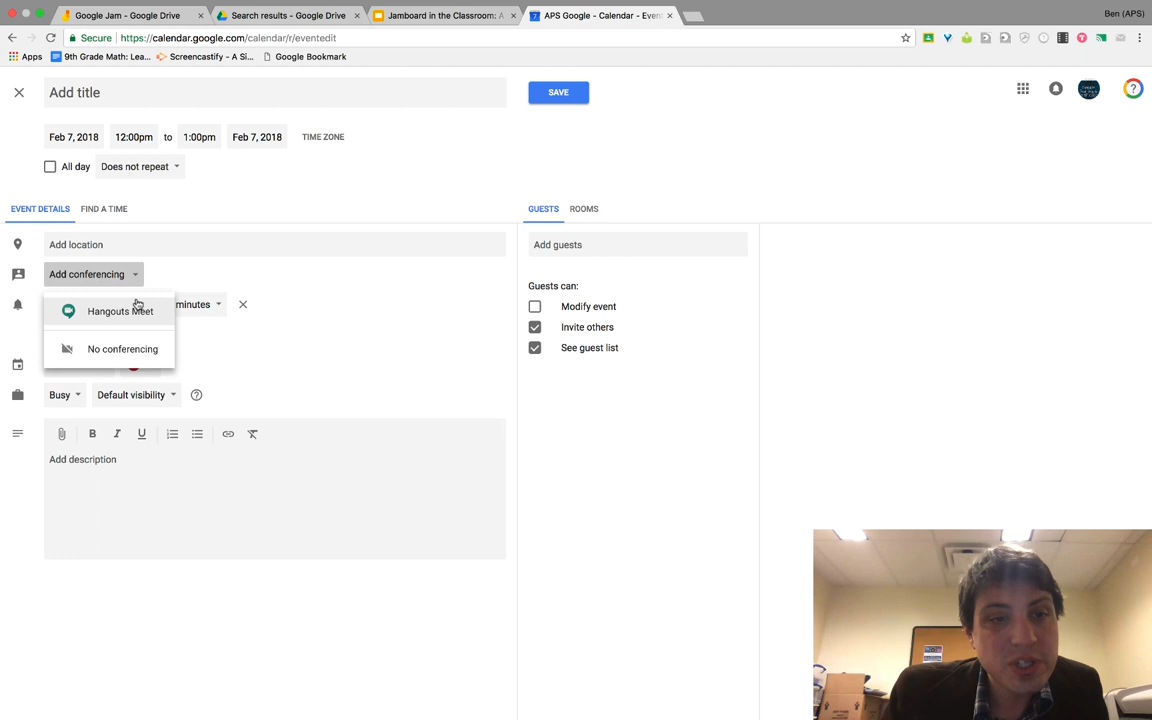 Google Jam - Google Drive
Search results - Google Drive
Jamboard in the Classroom: A
APS Google - Calendar - Even
Ben (APS)
Secure
https://calendar.google.com/calendar/r/eventedit
Apps
9th Grade Math: Lea...
Screencastify - A Si...
Google Bookmark
Add title
SAVE
Feb 7, 2018
12:00pm
to
1:00pm
Feb 7, 2018
TIME ZONE
All day
Does not repeat
EVENT DETAILS
FIND A TIME
GUESTS
ROOMS
Add location
Add guests
Add conferencing
Guests can:
Hangouts Meet
minutes
Modify event
Invite others
No conferencing
See guest list
Busy
Default visibility
B
I
U
Add description